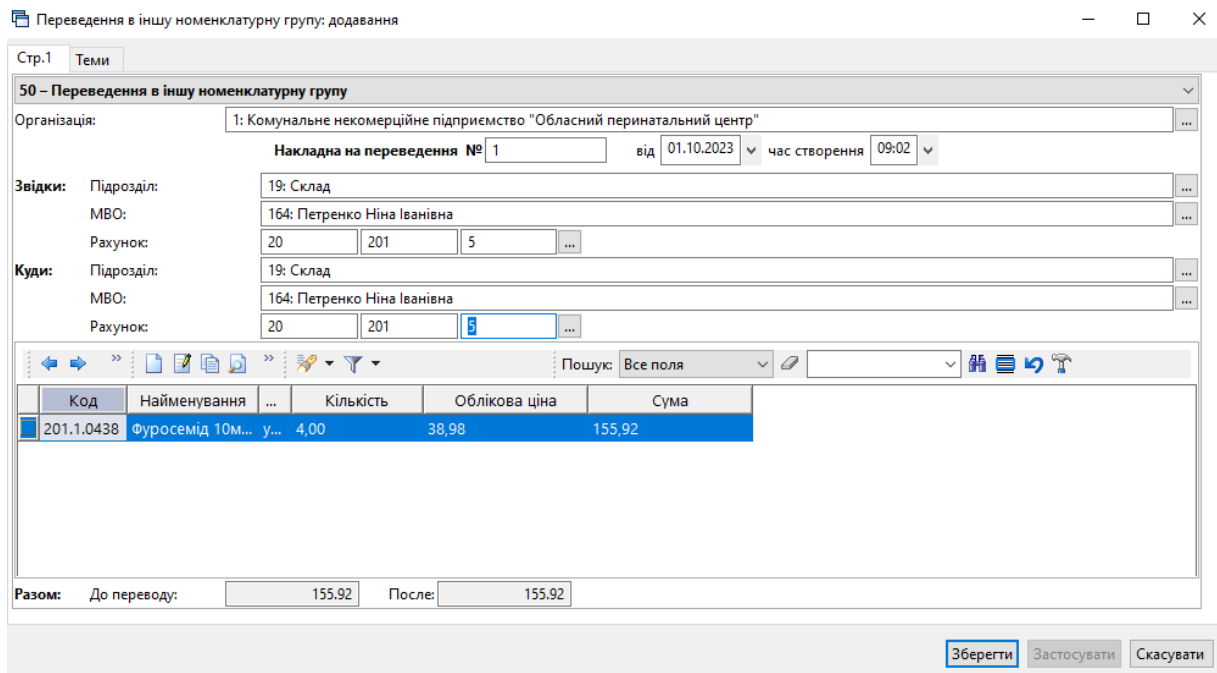 Переведення в іншу номенклатурну групу: додавання
Стр.1 Теми
50 – Переведення в іншу номенклатурну групу
Організація: 1: Комунальне некомерційне підприємство "Обласний перинатальний центр" ...
Накладна на переведення № 1 від 01.10.2023 час створення 09:02
Звідки: Підрозділ: 19: Склад ...
МВО: 164: Петренко Ніна Іванівна ...
Рахунок: 20 201 5 ...
Куди: Підрозділ: 19: Склад ...
МВО: 164: Петренко Ніна Іванівна ...
Рахунок: 20 201 5 ...
Пошук: Все поля
Код Найменування ... Кількість Облікова ціна Сума
201.1.0438 Фуросемід 10м... у... 4,00 38,98 155,92
Разом: До переводу: 155.92 После: 155.92
Зберегти Застосувати Скасувати